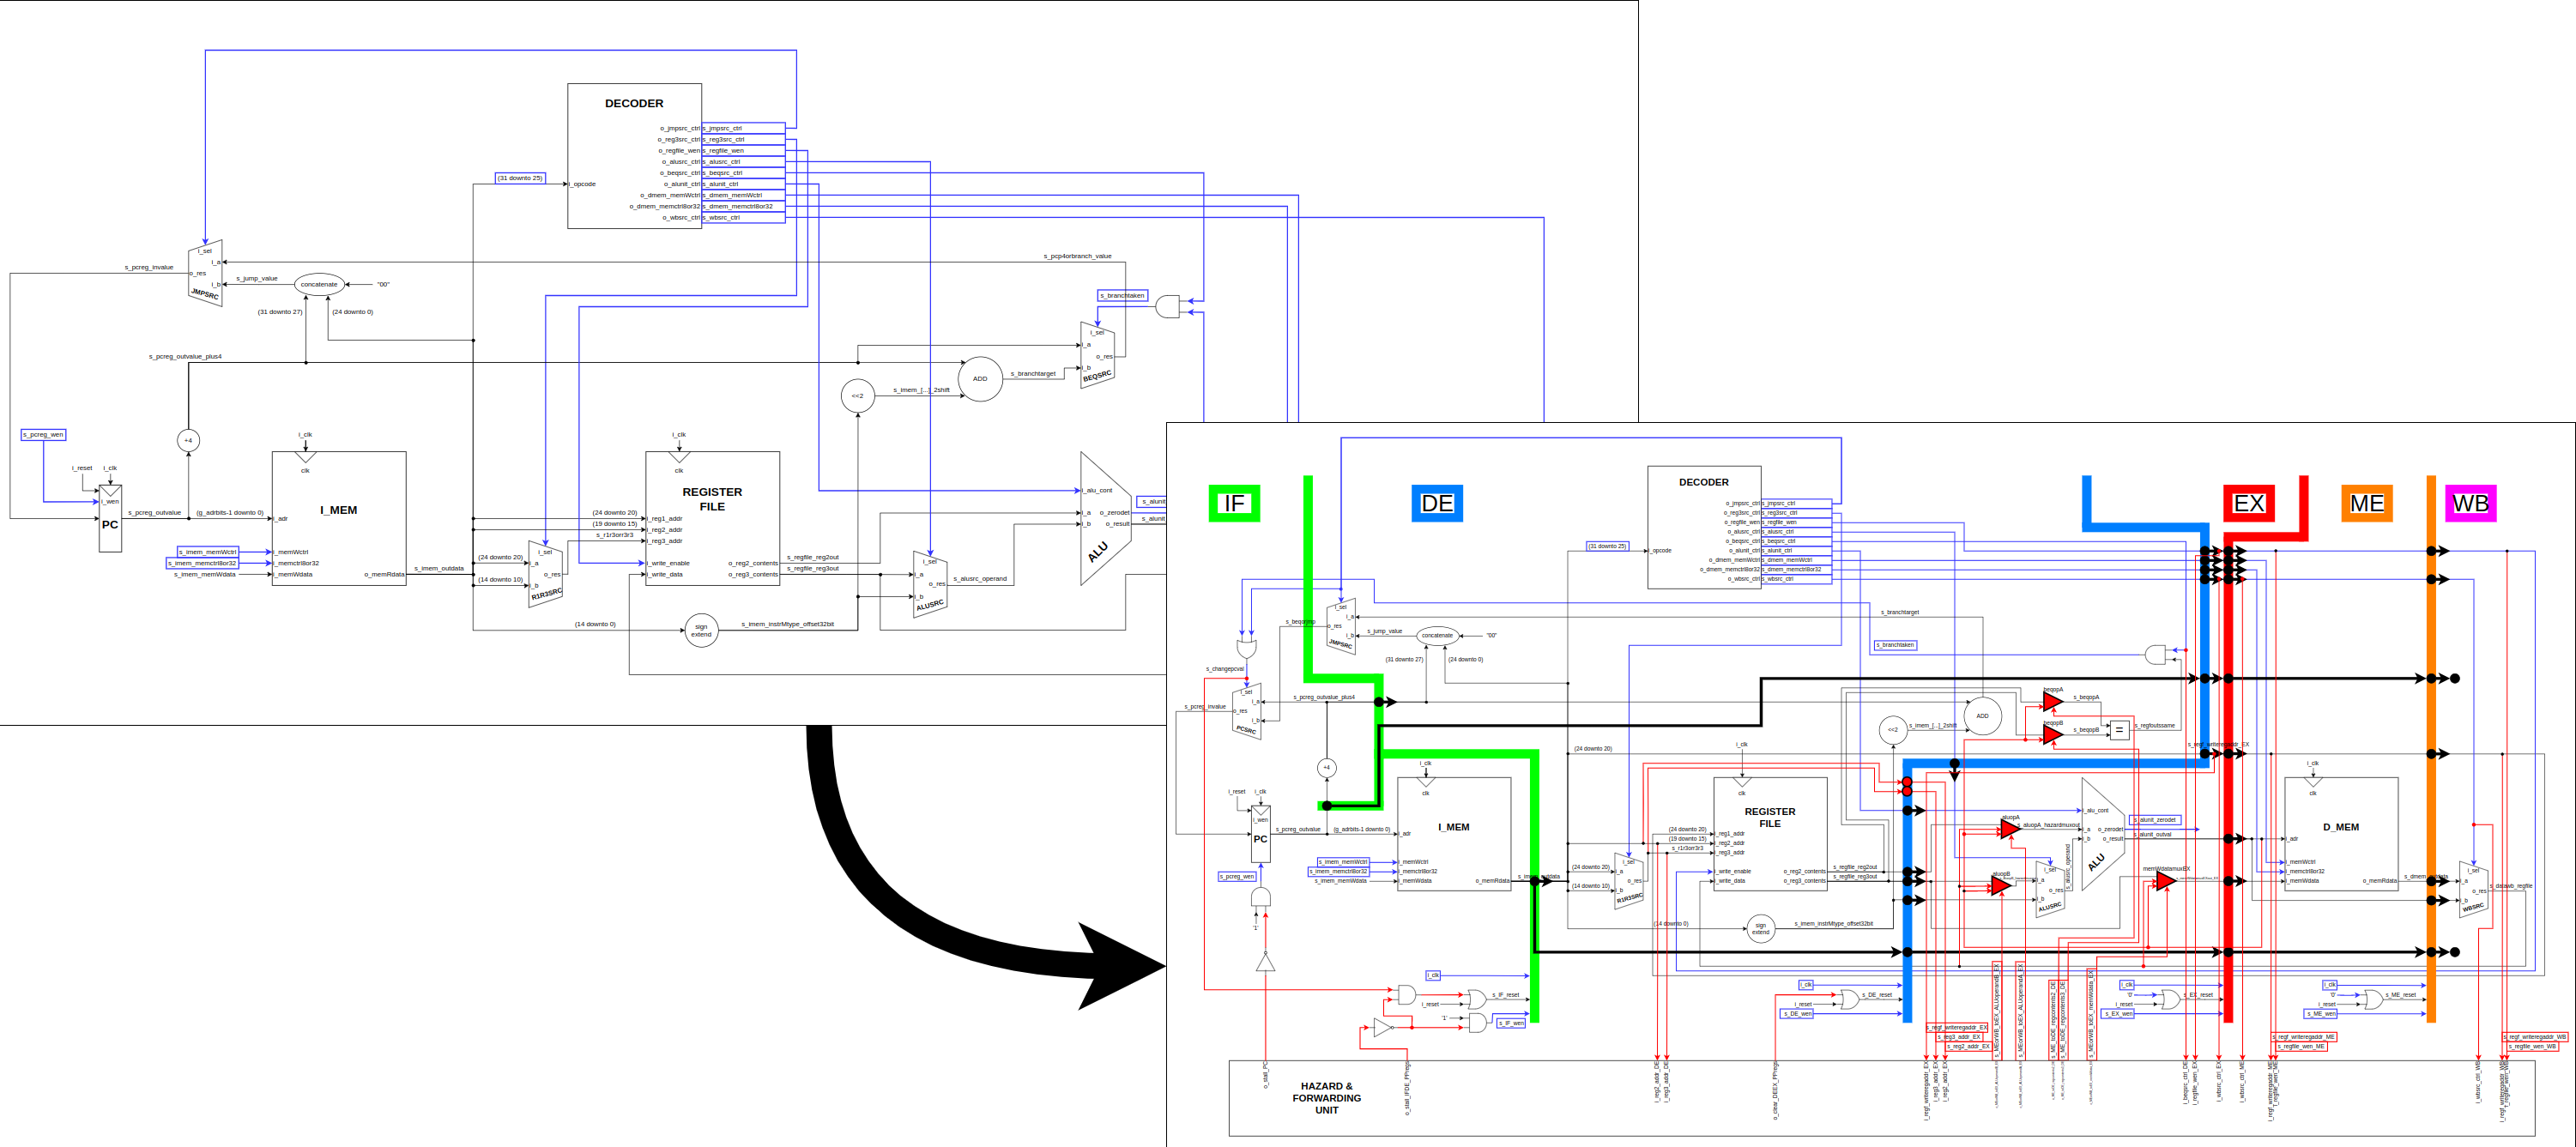 DECODER
o_jmpsrc_ctrl s_jmpsrc_ctrl
o_reg3src_ctrl s_reg3src_ctrl
o_regfile_wen s_regfile_wen
o_alusrc_ctrl s_alusrc_ctrl
o_beqsrc_ctrl s_beqsrc_ctrl
(31 downto 25)
i_opcode
o_alunit_ctrl s_alunit_ctrl
o_dmem_memWctrl s_dmem_memWctrl
o_dmem_memctrl8or32 s_dmem_memctrl8or32
o_wbsrc_ctrl s_wbsrc_ctrl
i_sel
i_a
s_pcp4orbranch_value
s_pcreg_invalue
o_res
s_jump_value
i_b
concatenate
"00"
JMPSRC
s_branchtaken
(31 downto 27)
(24 downto 0)
i_sel
i_a
s_pcreg_outvalue_plus4
o_res
i_b
ADD
s_branchtarget
BEQSRC
<<2
s_imem_[...]_2shift
s_pcreg_wen
+4
i_clk
i_clk
i_reset
i_clk
clk
clk
i_wen
PC
s_pcreg_outvalue
(g_adrbits-1 downto 0)
i_adr
I_MEM
REGISTER
FILE
(24 downto 20)
i_reg1_addr
(19 downto 15)
i_reg2_addr
s_r1r3orr3r3
i_reg3_addr
i_alu_cont
i_a
o_zerodet
i_b
o_result
s_alunit
s_alunit
ALU
s_imem_memWctrl
i_memWctrl
s_imem_memctrl8or32
i_memctrl8or32
s_imem_memWdata
i_memWdata
o_memRdata
s_imem_outdata
(24 downto 20)
(14 downto 10)
i_sel
i_a
o_res
i_b
R1R3SRC
i_write_enable
i_write_data
o_reg2_contents
s_regfile_reg2out
o_reg3_contents
s_regfile_reg3out
i_sel
i_a
o_res
i_b
ALUSRC
s_alusrc_operand
(14 downto 0)
sign
extend
s_imem_instrMtype_offset32bit
IF
DE
EX
ME
WB
DECODER
o_jmpsrc_ctrl s_jmpsrc_ctrl
o_reg3src_ctrl s_reg3src_ctrl
o_regfile_wen s_regfile_wen
o_alusrc_ctrl s_alusrc_ctrl
o_beqsrc_ctrl s_beqsrc_ctrl
(31 downto 25)
i_opcode
o_alunit_ctrl s_alunit_ctrl
o_dmem_memWctrl s_dmem_memWctrl
o_dmem_memctrl8or32 s_dmem_memctrl8or32
o_wbsrc_ctrl s_wbsrc_ctrl
i_sel
i_a
s_branchtarget
o_res
s_jump_value
i_b
concatenate
"00"
JMPSRC
s_branchtaken
s_changepcval
(31 downto 27)
(24 downto 0)
i_sel
s_pcreg_outvalue_plus4
i_a
s_pcreg_invalue
o_res
i_b
PCSRC
beqopA
s_beqopA
beqopB
s_beqopB
=
s_regfoutssame
ADD
<<2
s_imem_[...]_2shift
(24 downto 20)
+4
i_clk
i_clk
i_clk
i_reset
i_clk
clk
clk
clk
i_wen
PC
s_pcreg_outvalue
(g_adrbits-1 downto 0)
i_adr
I_MEM
REGISTER
FILE
(24 downto 20)
i_reg1_addr
(19 downto 15)
i_reg2_addr
s_r1r3orr3r3
i_reg3_addr
aluopA
s_aluopA_hazardmuxout
i_alu_cont
i_a
o_zerodet
i_b
o_result
ALU
s_alunit_zerodet
s_alunit_outval
i_adr
D_MEM
s_imem_memWctrl
i_memWctrl
s_imem_memctrl8or32
i_memctrl8or32
s_imem_memWdata
i_memWdata
o_memRdata
s_pcreg_wen
(24 downto 20)
(14 downto 10)
i_sel
i_a
o_res
i_b
R1R3SRC
i_write_enable
i_write_data
o_reg2_contents
s_regfile_reg2out
o_reg3_contents
s_regfile_reg3out
aluopB
i_sel
i_a
o_res
i_b
ALUSRC
s_alusrc_operand
memWdatamuxEX
i_memWctrl
i_memctrl8or32
i_memWdata
o_memRdata
i_sel
i_a
o_res
i_b
WBSRC
s_datawb_regfile
'1'
(14 downto 0)
sign
extend
s_imem_instrMtype_offset32bit
i_clk
i_reset
s_IF_reset
'1'
s_IF_wen
i_clk
i_reset
s_DE_reset
s_DE_wen
i_clk
'0'
i_reset
s_EX_reset
s_EX_wen
i_clk
'0'
i_reset
s_ME_reset
s_ME_wen
s_regf_writeregaddr_EX
s_reg3_addr_EX
s_reg2_addr_EX
s_MEorWB_toEX_ALUoperandB_EX
s_MEorWB_toEX_ALUoperandA_EX
s_ME_toDE_regcontents2_DE
s_ME_toDE_regcontents3_DE
s_MEorWB_toEX_memWdata_EX
s_regf_writeregaddr_ME
s_regfile_wen_ME
s_regf_writeregaddr_WB
s_regfile_wen_WB
HAZARD &
FORWARDING
UNIT
o_stall_PC
o_stall_IFDE_PPregs
i_reg2_addr_DE
i_reg3_addr_DE
o_clear_DEEX_PPregs
i_regf_writeregaddr_EX
i_reg3_addr_EX
i_reg2_addr_EX
i_beqsrc_ctrl_DE
i_regfile_wen_EX
i_wbsrc_ctrl_EX
i_wbsrc_ctrl_ME
i_regf_writeregaddr_ME
i_regfile_wen_ME
i_wbsrc_ctrl_WB
i_regf_writeregaddr_WB
i_regfile_wen_WB